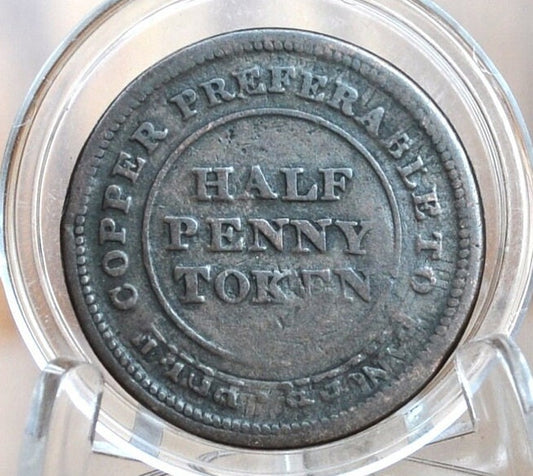 COPPER PREFERABLE TO
HALF
PENNY
TOKEN